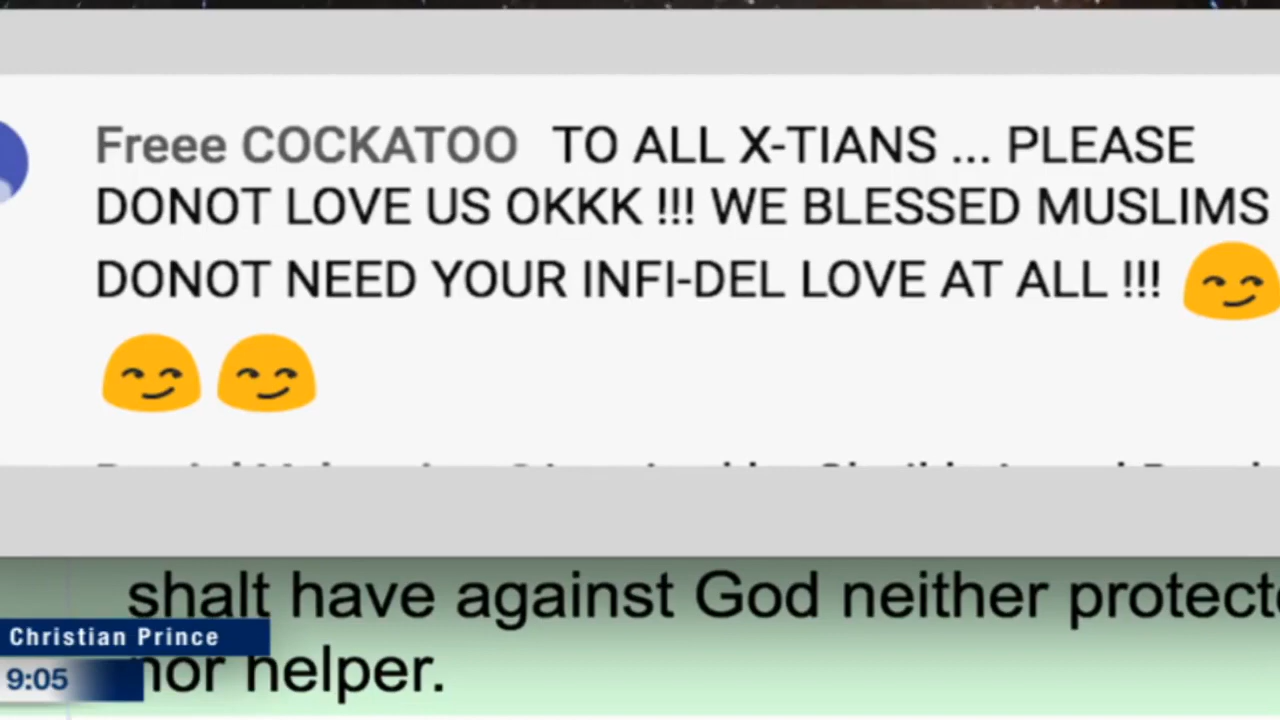 Freee COCKATOO TO ALL X-TIANS ... PLEASE
DONOT LOVE US OKKK !!! WE BLESSED MUSLIMS
DONOT NEED YOUR INFI-DEL LOVE AT ALL !!!
shalt have against God neither
Christian Prince
nor helper.
9:05